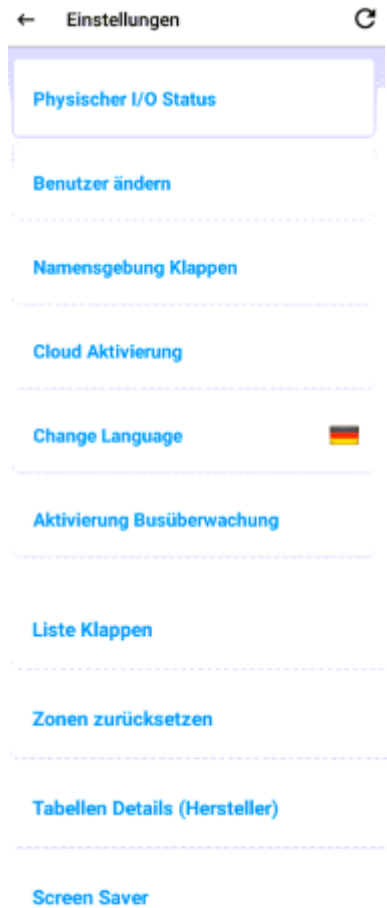 Einstellungen
Physischer I/O Status
Benutzer ändern
Namensgebung Klappen
Cloud Aktivierung
Change Language
Aktivierung Busüberwachung
Liste Klappen
Zonen zurücksetzen
Tabellen Details (Hersteller)
Screen Saver